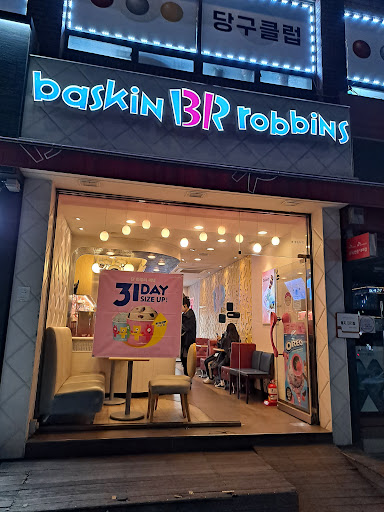 당구클럽
baskin BR robbins
31DAY
SIZE UP!
OREO